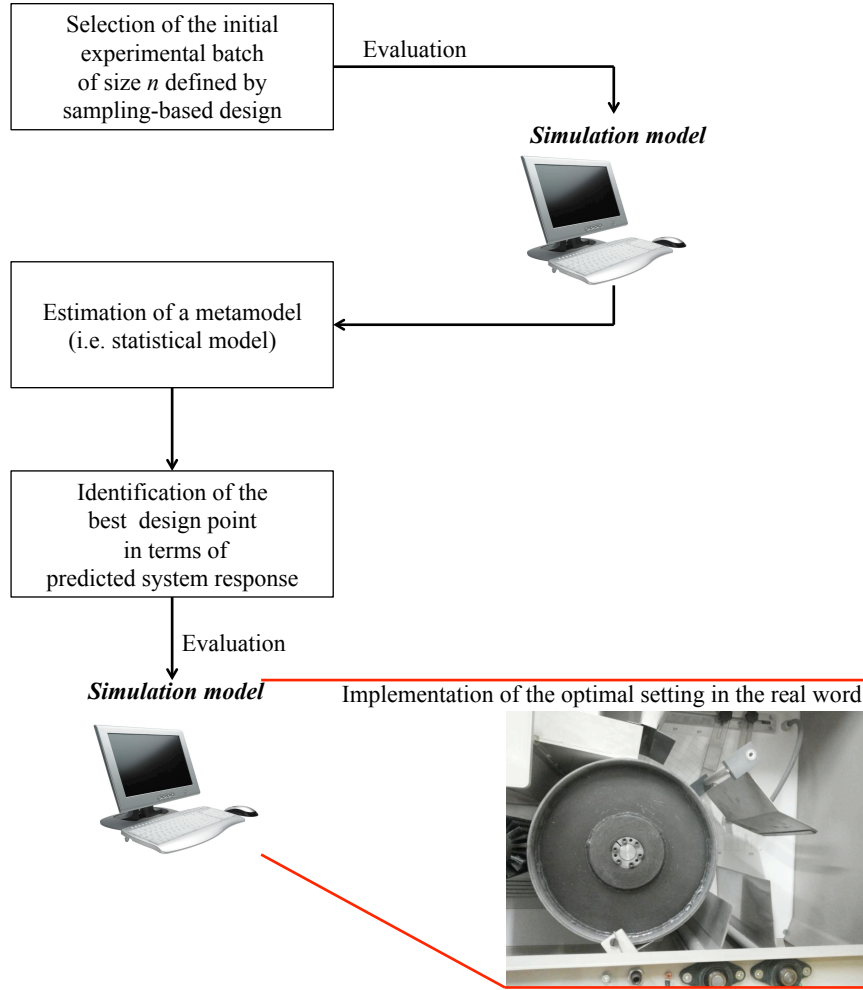 Selection of the initial
experimental batch
of size n defined by
sampling-based design
Evaluation
Simulation model
Estimation of a metamodel
(i.e. statistical model)
Identification of the
best design point
in terms of
predicted system response
Evaluation
Simulation model
Implementation of the optimal setting in the real word